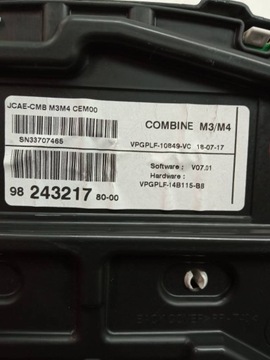 JCAE-CMB M3M4 CEM00
COMBINE M3/M4
SN33707465
VPGPLF-10849-VC 18-07-17
Software : V07.01
Hardware :
VPGPLF-14B115-B8
98 243217 80-00